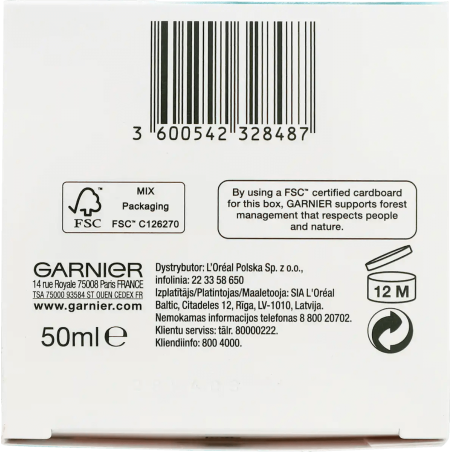 3 600542 328487
MIX
Packaging
FSC™ C126270
FSC
By using a FSC™ certified cardboard
for this box, GARNIER supports forest
management that respects people
and nature.
GARNIER
14 rue Royale 75008 Paris FRANCE
TSA 75000 93584 ST OUEN CEDEX FR
www.garnier.com
50ml e
Dystrybutor: L'Oréal Polska Sp. z o.o.,
infolinia: 22 33 58 650
Izplatītājs/Platintojas/Maaletooja: SIA L'Oréal
Baltic, Citadeles 12, Rīga, LV-1010, Latvija.
Nemokamas informacijos telefonas 8 800 20702.
Klientu serviss: tālr. 80000222.
Kliendiinfo: 800 4000.
12 M